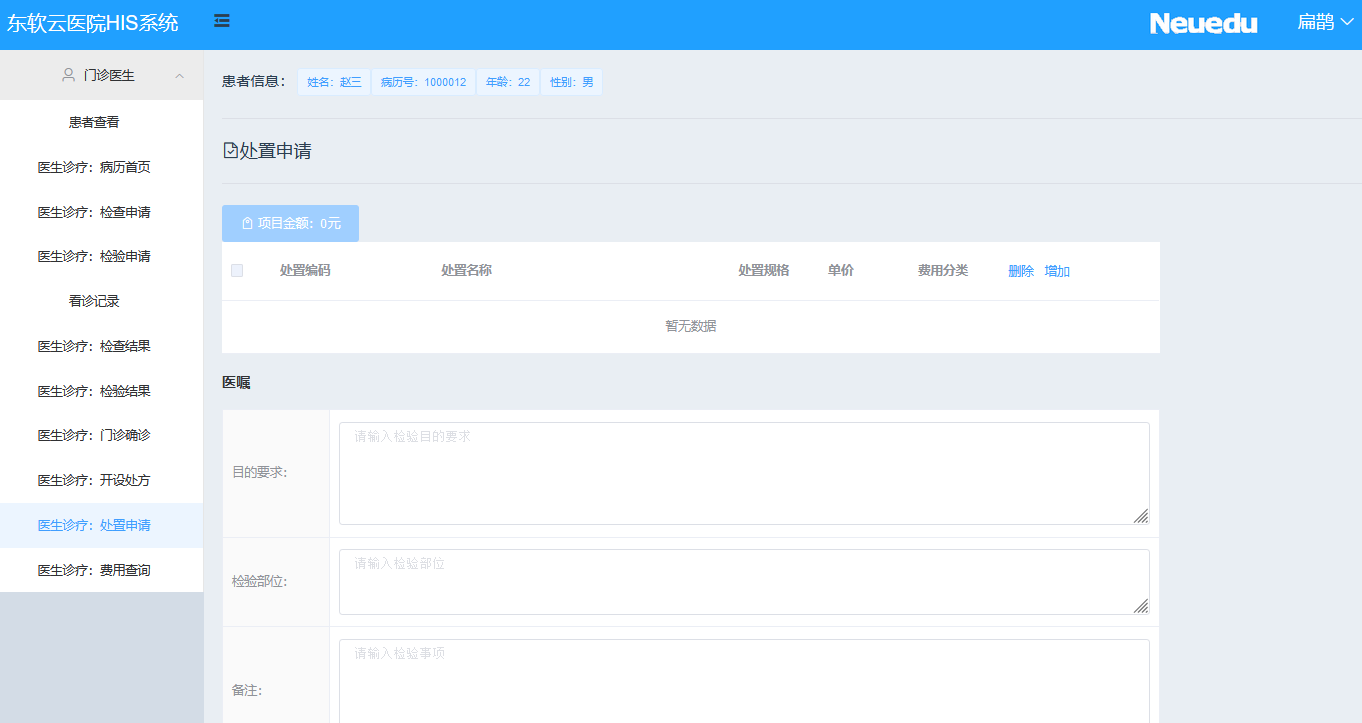 东软云医院HIS系统
Neuedu
扁鹊
门诊医生
患者查看
医生诊疗：病历首页
医生诊疗：检查申请
医生诊疗：检验申请
看诊记录
医生诊疗：检查结果
医生诊疗：检验结果
医生诊疗：门诊确诊
医生诊疗：开设处方
医生诊疗：处置申请
医生诊疗：费用查询
患者信息： 姓名：赵三 病历号：1000012 年龄：22 性别：男
处置申请
项目金额：0元
处置编码 处置名称 处置规格 单价 费用分类 删除 增加
暂无数据
医嘱
目的要求: 请输入检验目的要求
检验部位: 请输入检验部位
备注: 请输入检验事项